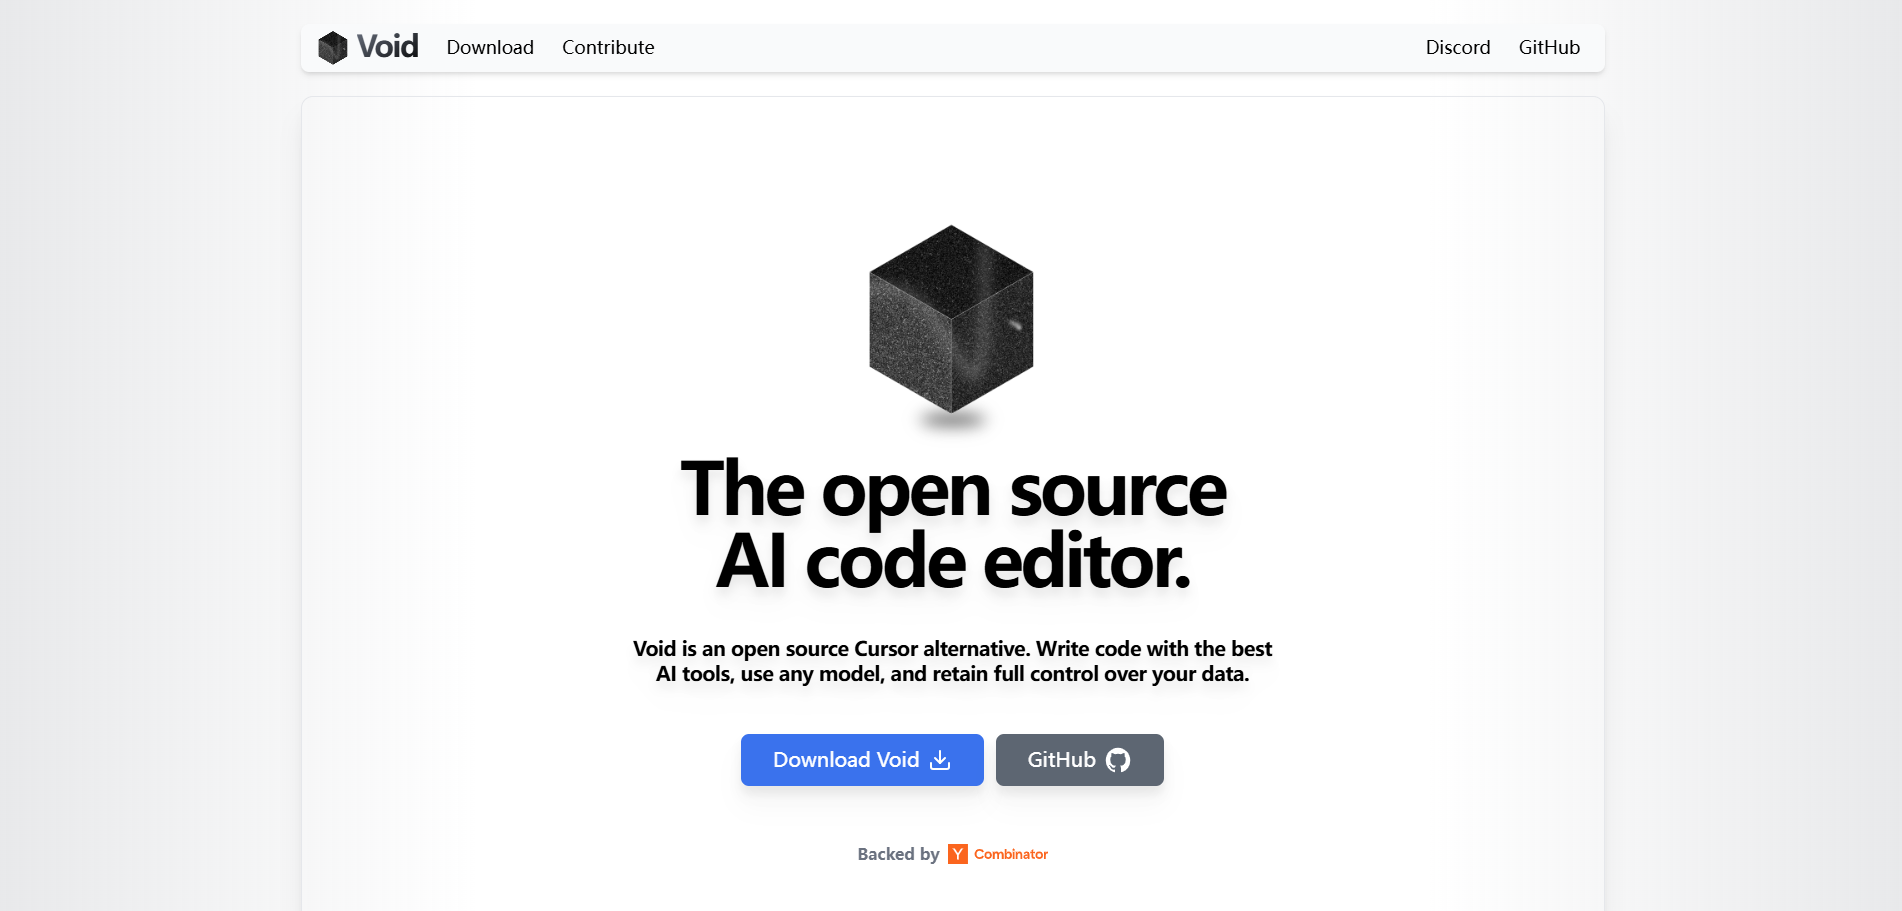 Void Download Contribute Discord GitHub
The open source
AI code editor.
Void is an open source Cursor alternative. Write code with the best
AI tools, use any model, and retain full control over your data.
Download Void GitHub
Backed by Y Combinator